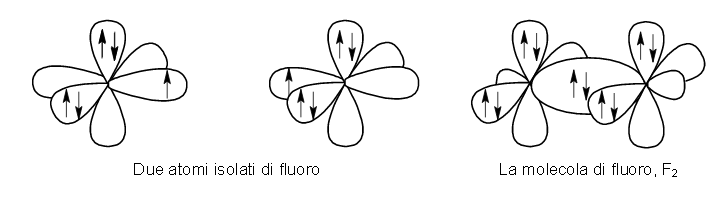 Due atomi isolati di fluoro
La molecola di fluoro, F₂